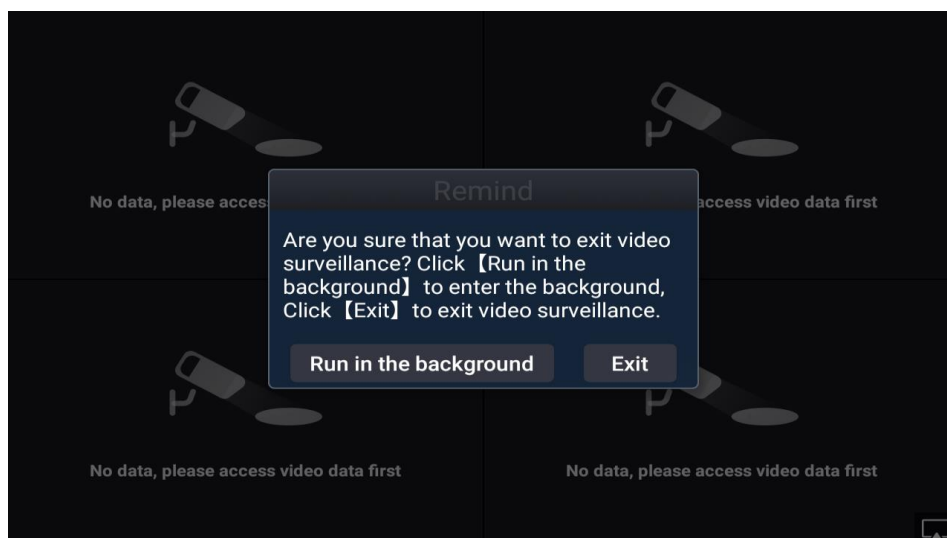 No data, please acces
access video data first
Remind
Are you sure that you want to exit video
surveillance? Click 【Run in the
background】 to enter the background,
Click 【Exit】 to exit video surveillance.
Run in the background
Exit
No data, please access video data first
No data, please access video data first